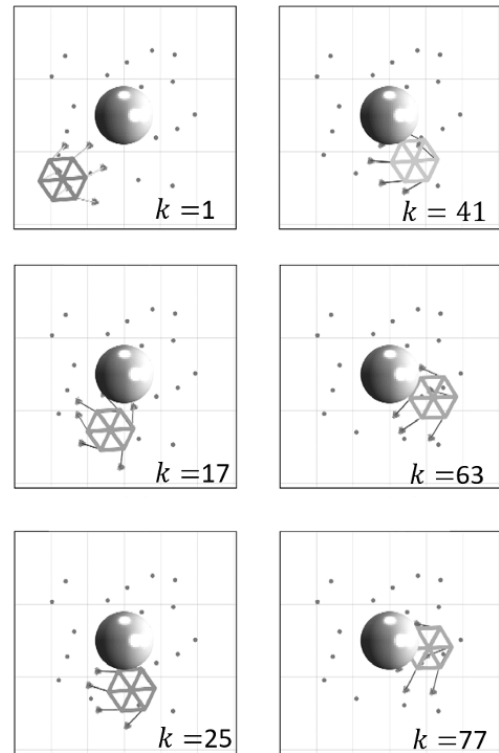 k =1
k = 41
k =17
k =63
k =25
k =77